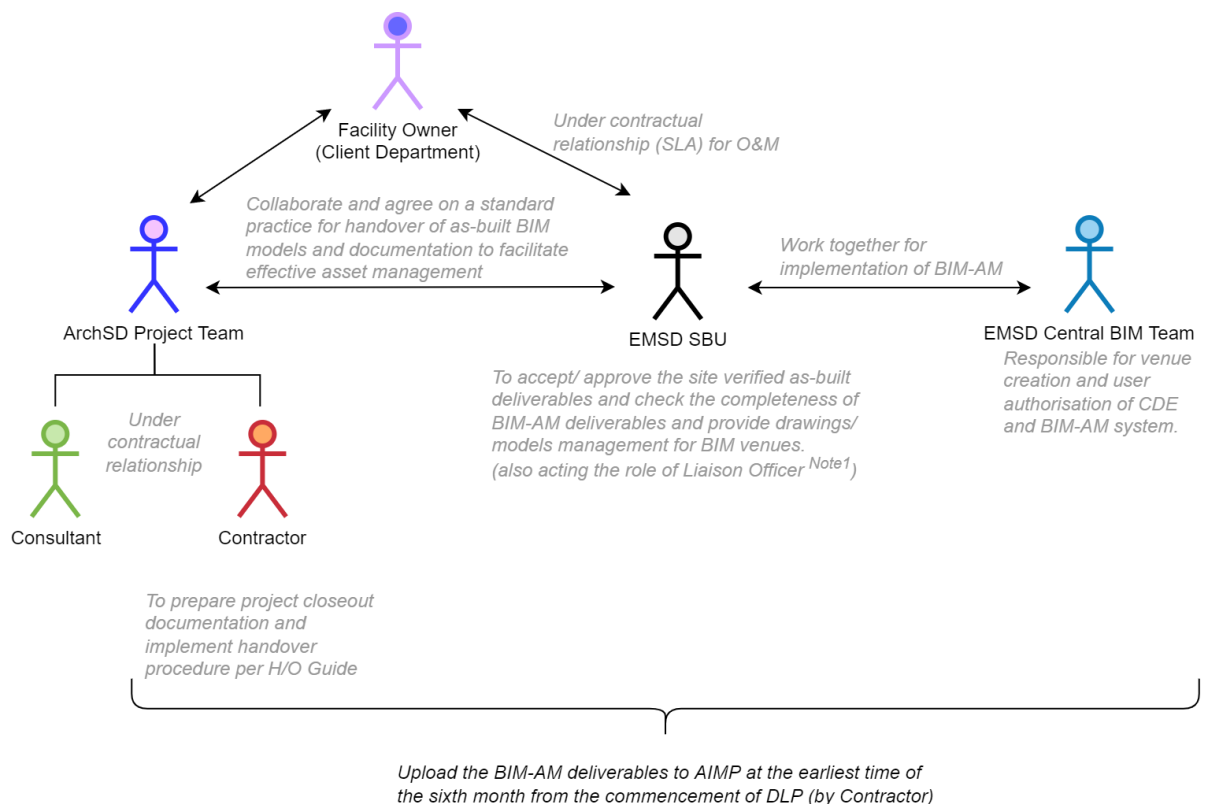 Facility Owner
(Client Department)
Under contractual
relationship (SLA) for O&M
Collaborate and agree on a standard
practice for handover of as-built BIM
models and documentation to facilitate
effective asset management
Work together for
implementation of BIM-AM
ArchSD Project Team
EMSD SBU
EMSD Central BIM Team
Responsible for venue
creation and user
authorisation of CDE
and BIM-AM system.
To accept/ approve the site verified as-built
deliverables and check the completeness of
BIM-AM deliverables and provide drawings/
models management for BIM venues.
(also acting the role of Liaison Officer Note1)
Under
contractual
relationship
Consultant
Contractor
To prepare project closeout
documentation and
implement handover
procedure per H/O Guide
Upload the BIM-AM deliverables to AIMP at the earliest time of
the sixth month from the commencement of DLP (by Contractor)